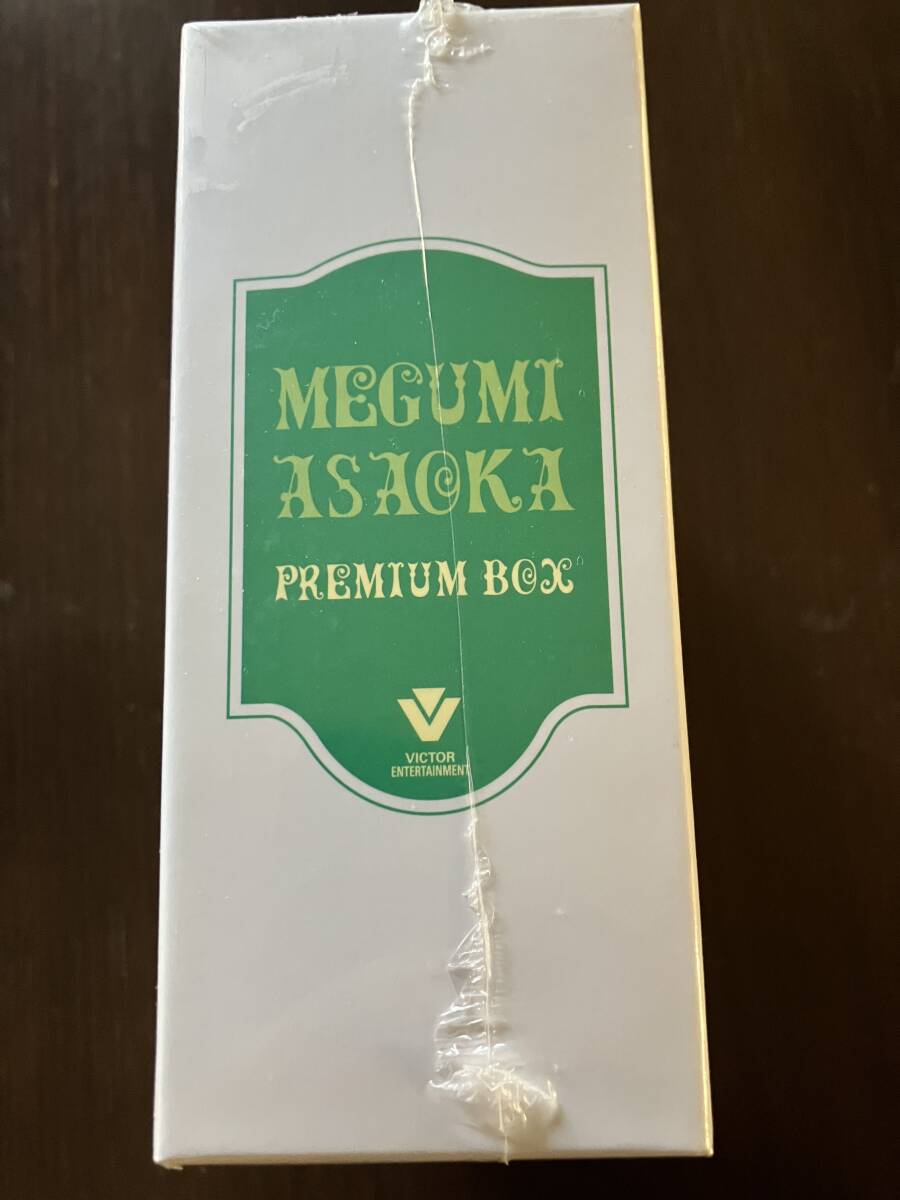 MEGUMI
ASAOKA
PREMIUM BOX
VICTOR
ENTERTAINMENT